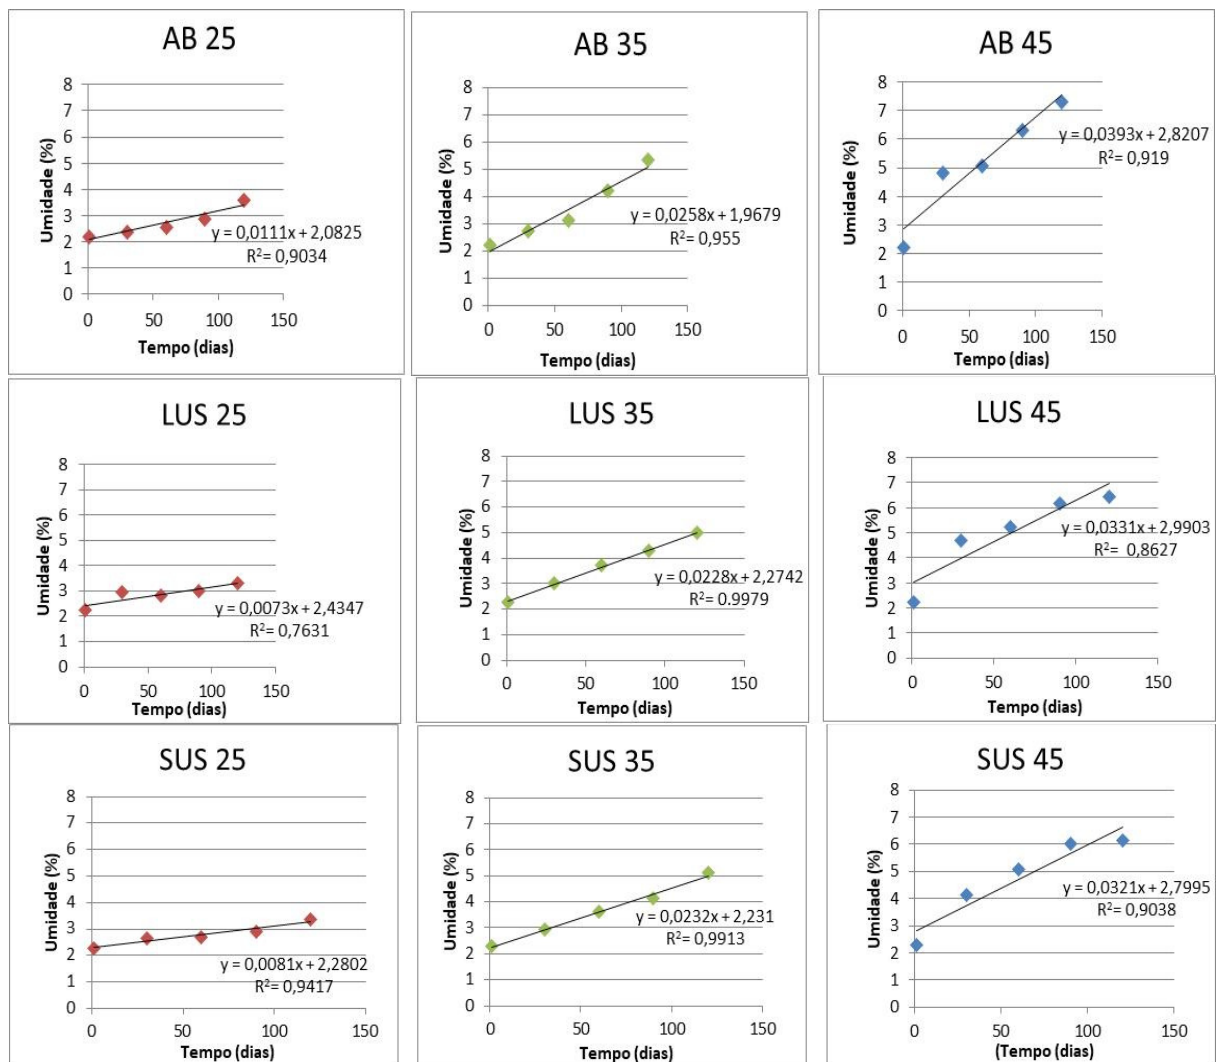 AB 25
Umidade (%)
8
7
6
5
4
3
2
1
0
y = 0,0111x + 2,0825
R²= 0,9034
0 50 100 150
Tempo (dias)
AB 35
Umidade (%)
8
7
6
5
4
3
2
1
0
y = 0,0258x + 1,9679
R² = 0,955
0 50 100 150
Tempo (dias)
AB 45
Umidade (%)
8
7
6
5
4
3
2
1
0
y = 0,0393x + 2,8207
R² = 0,919
0 50 100 150
Tempo (dias)
LUS 25
Umidade (%)
8
7
6
5
4
3
2
1
0
y = 0,0073x + 2,4347
R²= 0,7631
0 50 100 150
Tempo (dias)
LUS 35
Umidade (%)
8
7
6
5
4
3
2
1
0
y = 0,0228x + 2,2742
R² = 0.9979
0 50 100 150
Tempo (dias)
LUS 45
Umidade (%)
8
7
6
5
4
3
2
1
0
y = 0,0331x + 2,9903
R² = 0,8627
0 50 100 150
Tempo (dias)
SUS 25
Umidade (%)
8
7
6
5
4
3
2
1
0
y = 0,0081x + 2,2802
R² = 0,9417
0 50 100 150
Tempo (dias)
SUS 35
Umidade (%)
8
7
6
5
4
3
2
1
0
y = 0,0232x + 2,231
R² = 0,9913
0 50 100 150
Tempo (dias)
SUS 45
Umidade (%)
8
7
6
5
4
3
2
1
0
y = 0,0321x + 2,7995
R² = 0,9038
0 50 100 150
(Tempo (dias)